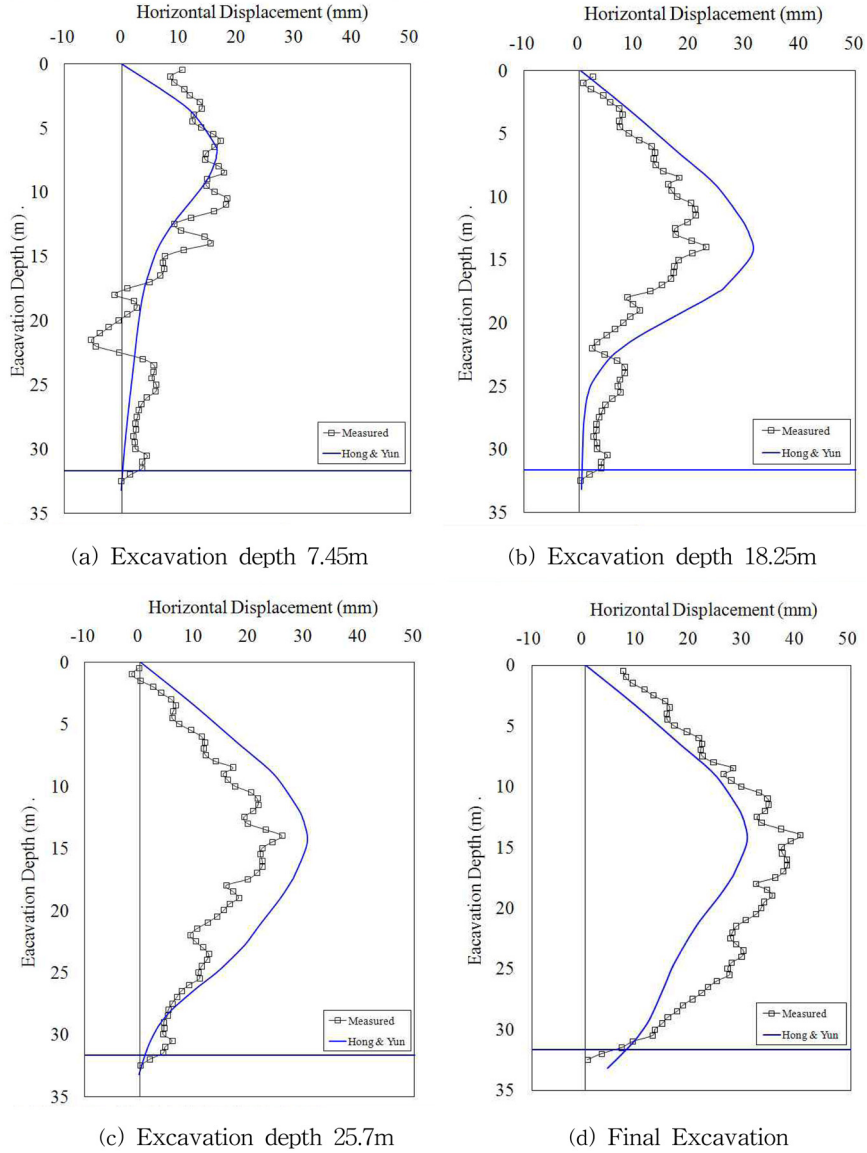 Horizontal Displacement (mm)
-10 0 10 20 30 40 50
0
5
10
15
20
25
30
35
Eacavation Depth (m) .
Measured
Hong & Yun
(a) Excavation depth 7.45m
Horizontal Displacement (mm)
-10 0 10 20 30 40 50
0
5
10
15
20
25
30
35
Eacavation Depth (m) .
Measured
Hong & Yun
(b) Excavation depth 18.25m
Horizontal Displacement (mm)
-10 0 10 20 30 40 50
0
5
10
15
20
25
30
35
Eacavation Depth (m) .
Measured
Hong & Yun
(c) Excavation depth 25.7m
Horizontal Displacement (mm)
-10 0 10 20 30 40 50
0
5
10
15
20
25
30
35
Eacavation Depth (m) .
Measured
Hong & Yun
(d) Final Excavation